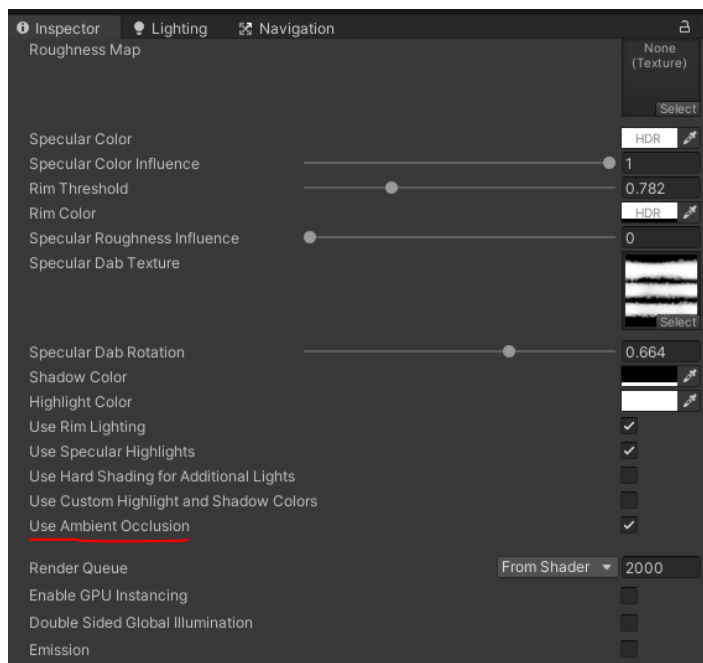 Inspector Lighting Navigation
Roughness Map
None
(Texture)
Select
Specular Color HDR
Specular Color Influence 1
Rim Threshold 0.782
Rim Color HDR
Specular Roughness Influence 0
Specular Dab Texture
Select
Specular Dab Rotation 0.664
Shadow Color
Highlight Color
Use Rim Lighting
Use Specular Highlights
Use Hard Shading for Additional Lights
Use Custom Highlight and Shadow Colors
Use Ambient Occlusion
Render Queue From Shader 2000
Enable GPU Instancing
Double Sided Global Illumination
Emission